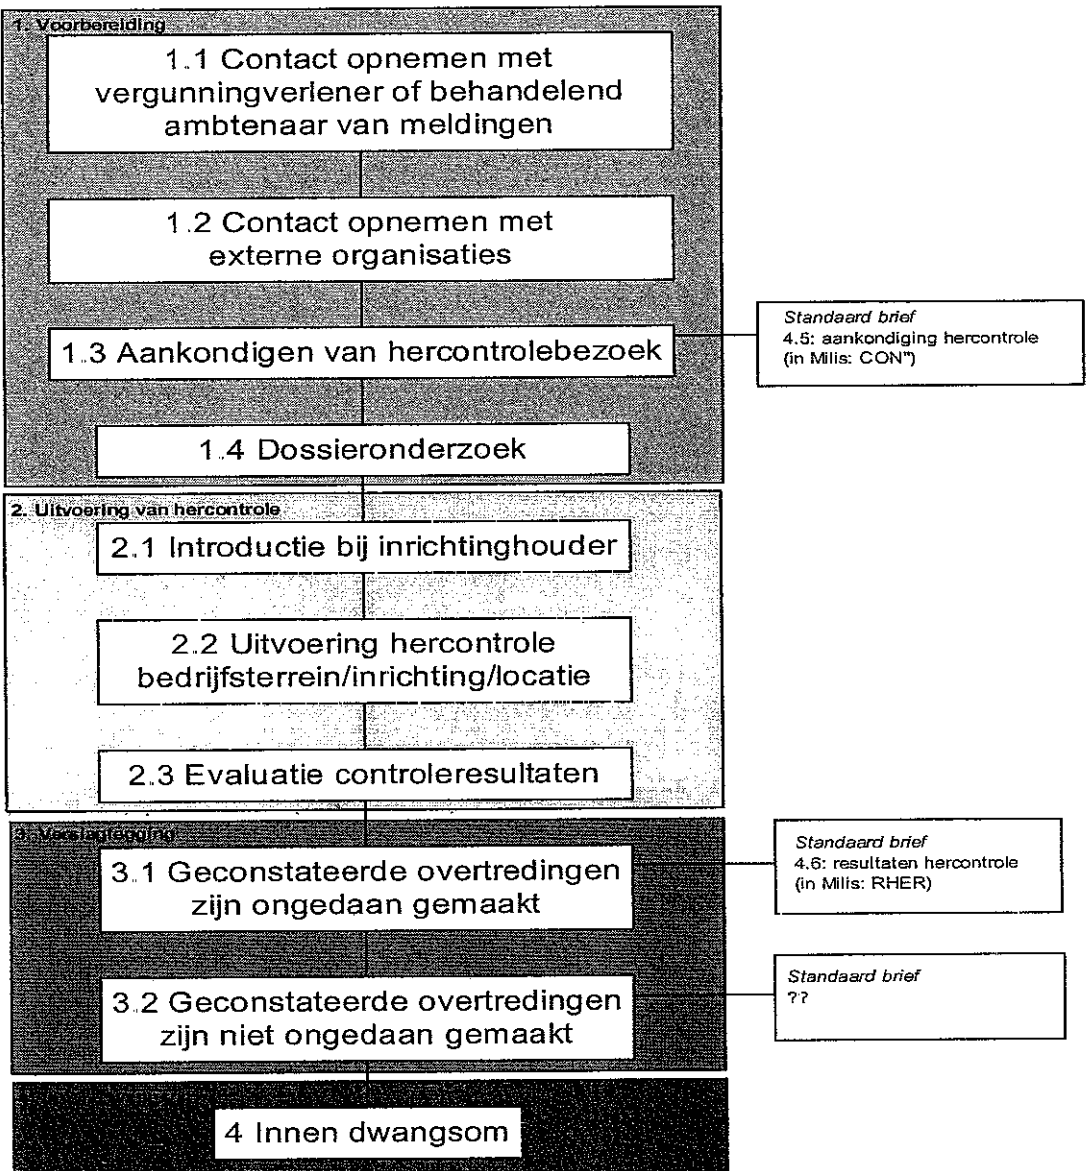 1. Voorbereiding
1.1 Contact opnemen met
vergunningverlener of behandelend
ambtenaar van meldingen
1.2 Contact opnemen met
externe organisaties
1.3 Aankondigen van hercontrolebezoek
Standaard brief
4.5: aankondiging hercontrole
(in Milis: CON")
1.4 Dossieronderzoek
2. Uitvoering van hercontrole
2.1 Introductie bij inrichtinghouder
2.2 Uitvoering hercontrole
bedrijfsterrein/inrichting/locatie
2.3 Evaluatie controleresultaten
3. Verslaglegging
3.1 Geconstateerde overtredingen
zijn ongedaan gemaakt
Standaard brief
4.6: resultaten hercontrole
(in Milis: RHER)
3.2 Geconstateerde overtredingen
zijn niet ongedaan gemaakt
Standaard brief
??
4 Innen dwangsom